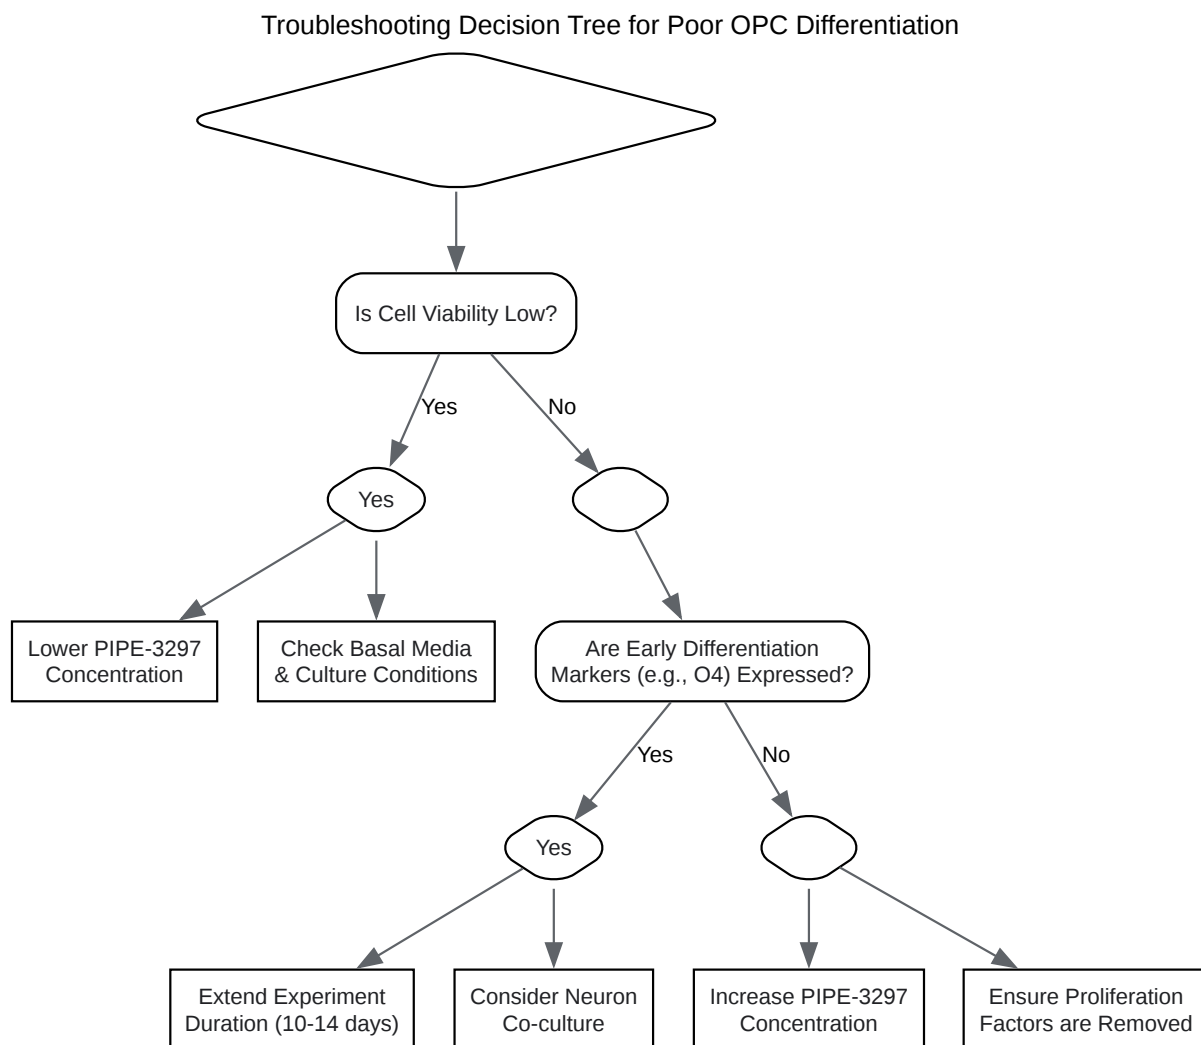 Troubleshooting Decision Tree for Poor OPC Differentiation
Is Cell Viability Low?
Yes
No
Yes
Lower PIPE-3297
Concentration
Check Basal Media
& Culture Conditions
Are Early Differentiation
Markers (e.g., O4) Expressed?
Yes
No
Yes
Extend Experiment
Duration (10-14 days)
Consider Neuron
Co-culture
Increase PIPE-3297
Concentration
Ensure Proliferation
Factors are Removed